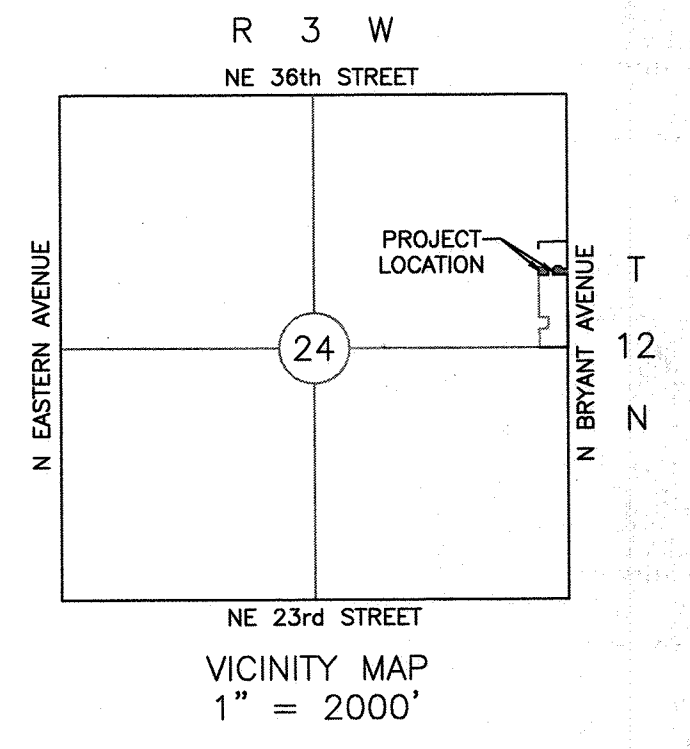 R 3 W
NE 36th STREET
PROJECT
LOCATION
N EASTERN AVENUE
24
N BRYANT AVENUE
T
12
N
NE 23rd STREET
VICINITY MAP
1" = 2000'